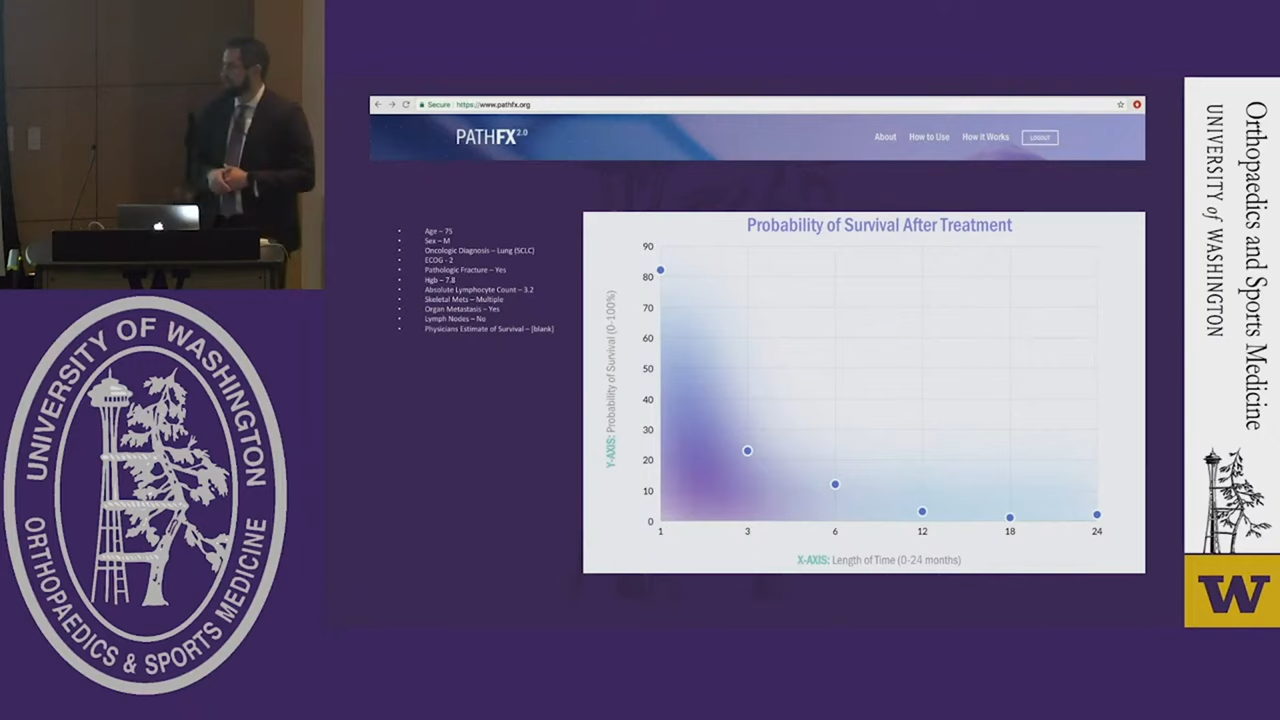 Secure https://www.pathfx.org
PATHFX2.0
About How to Use How it Works LOGOUT
Age – 75
Sex – M
Oncologic Diagnosis – Lung (SCLC)
ECOG - 2
Pathologic Fracture – Yes
Hgb – 7.8
Absolute Lymphocyte Count – 3.2
Skeletal Mets – Multiple
Organ Metastasis – Yes
Lymph Nodes – No
Physicians Estimate of Survival – [blank]
Probability of Survival After Treatment
Y-AXIS: Probability of Survival (0-100%)
90
80
70
60
50
40
30
20
10
0
1 3 6 12 18 24
X-AXIS: Length of Time (0-24 months)
UNIVERSITY OF WASHINGTON
ORTHOPAEDICS & SPORTS MEDICINE
Orthopaedics and Sports Medicine
UNIVERSITY of WASHINGTON
W